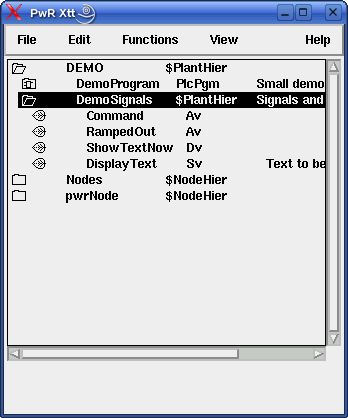 PwR Xtt
File Edit Functions View Help
DEMO $PlantHier
DemoProgram PlcPgm Small demo
DemoSignals $PlantHier Signals and
Command Av
RampedOut Av
ShowTextNow Dv
DisplayText Sv Text to be
Nodes $NodeHier
pwrNode $NodeHier